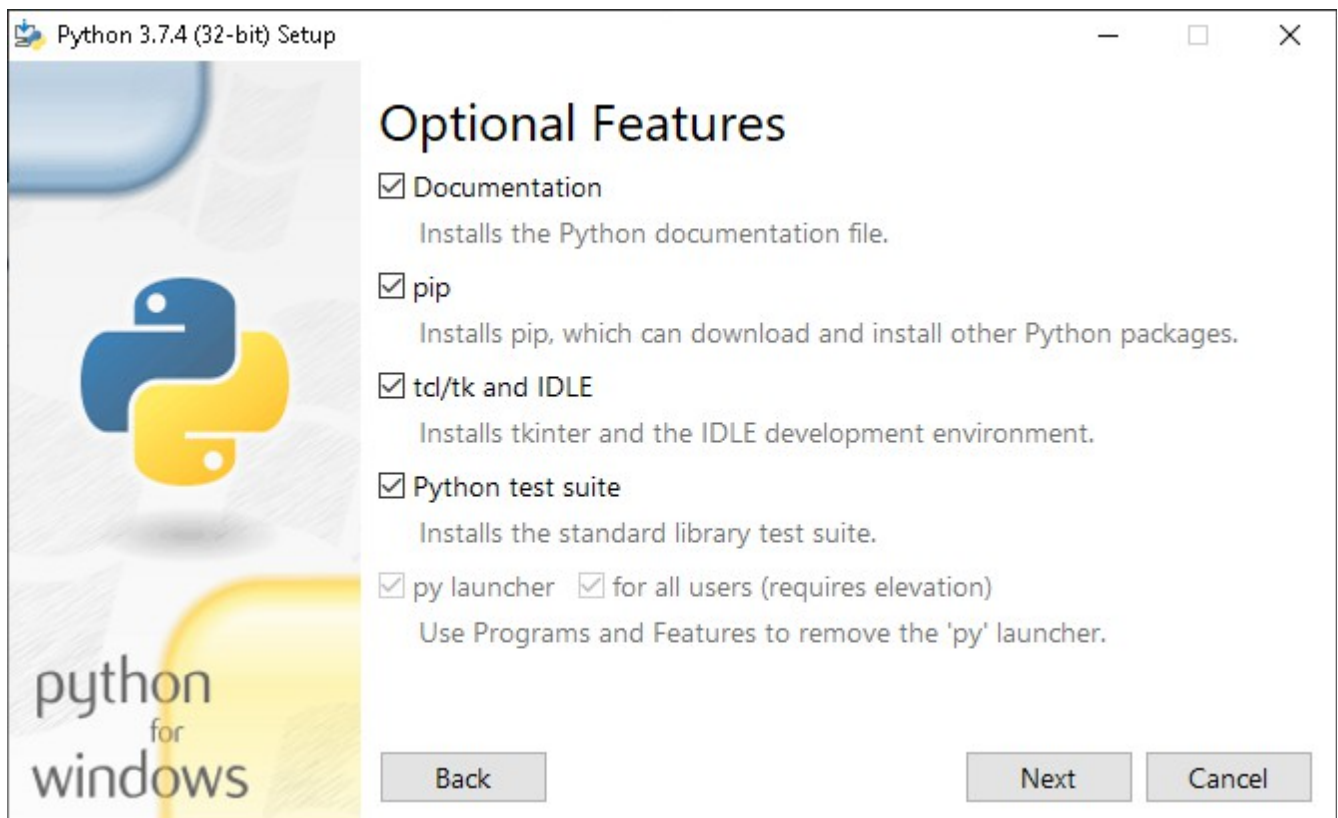 Python 3.7.4 (32-bit) Setup
Optional Features
Documentation
Installs the Python documentation file.
pip
Installs pip, which can download and install other Python packages.
tcl/tk and IDLE
Installs tkinter and the IDLE development environment.
Python test suite
Installs the standard library test suite.
py launcher for all users (requires elevation)
Use Programs and Features to remove the 'py' launcher.
python
for
windows
Back Next Cancel